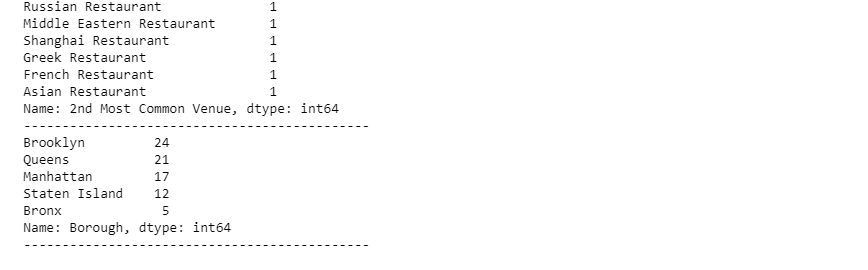 Russian Restaurant 1
Middle Eastern Restaurant 1
Shanghai Restaurant 1
Greek Restaurant 1
French Restaurant 1
Asian Restaurant 1
Name: 2nd Most Common Venue, dtype: int64
---------------------------------------------
Brooklyn 24
Queens 21
Manhattan 17
Staten Island 12
Bronx 5
Name: Borough, dtype: int64
---------------------------------------------